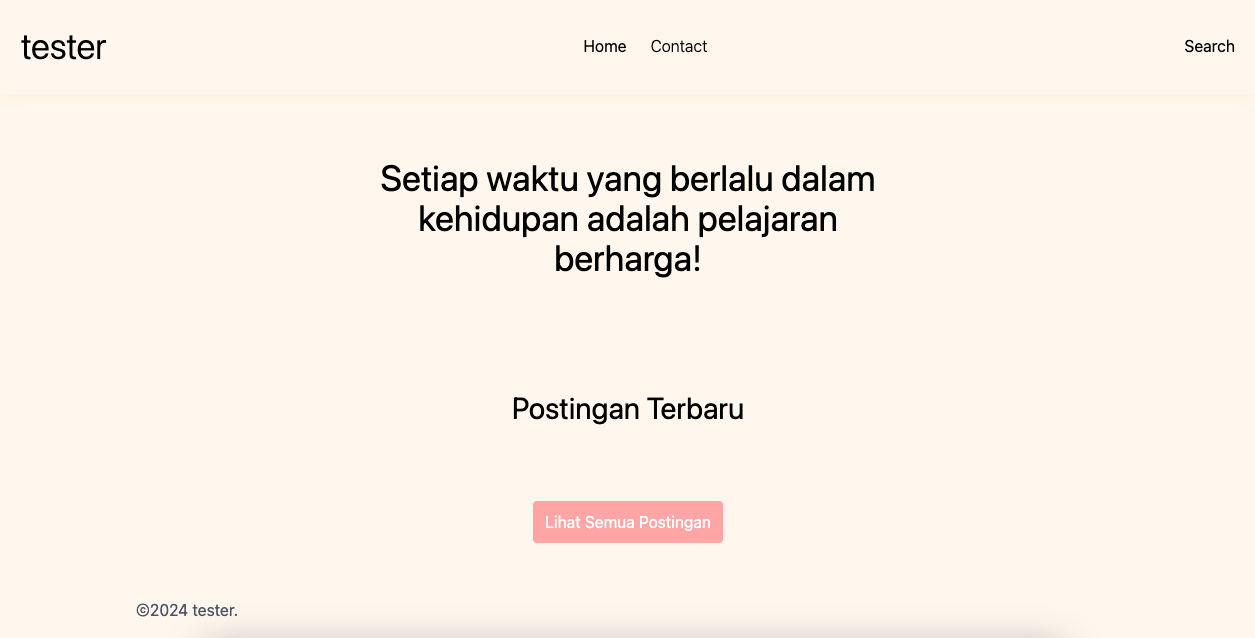 tester
Home
Contact
Search
Setiap waktu yang berlalu dalam
kehidupan adalah pelajaran
berharga!
Postingan Terbaru
Lihat Semua Postingan
©2024 tester.